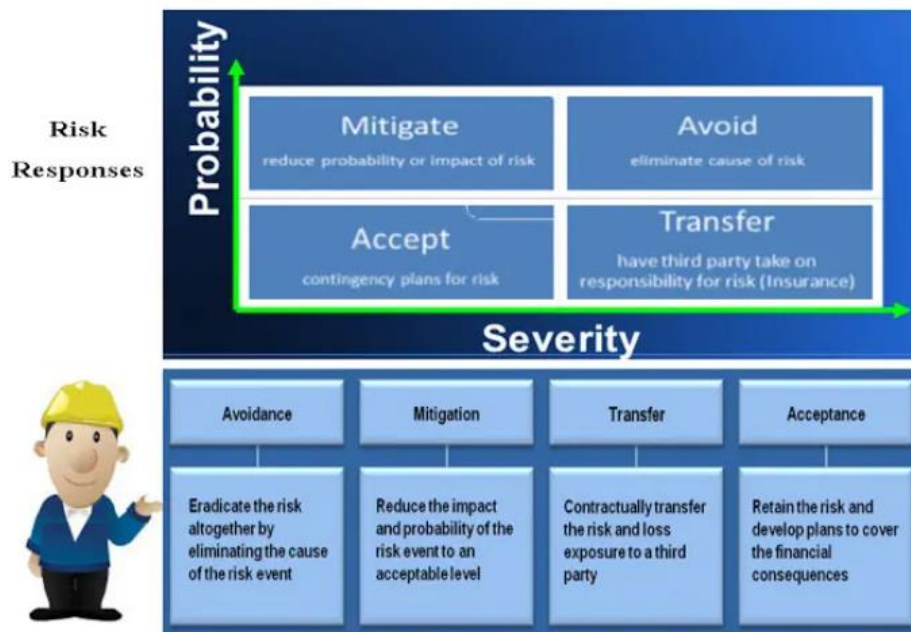 Risk
Responses
Probability
Mitigate
reduce probability or impact of risk
Avoid
eliminate cause of risk
Accept
contingency plans for risk
Transfer
have third party take on
responsibility for risk (Insurance)
Severity
Avoidance
Mitigation
Transfer
Acceptance
Eradicate the risk
altogether by
eliminating the cause
of the risk event
Reduce the impact
and probability of the
risk event to an
acceptable level
Contractually transfer
the risk and loss
exposure to a third
party
Retain the risk and
develop plans to cover
the financial
consequences